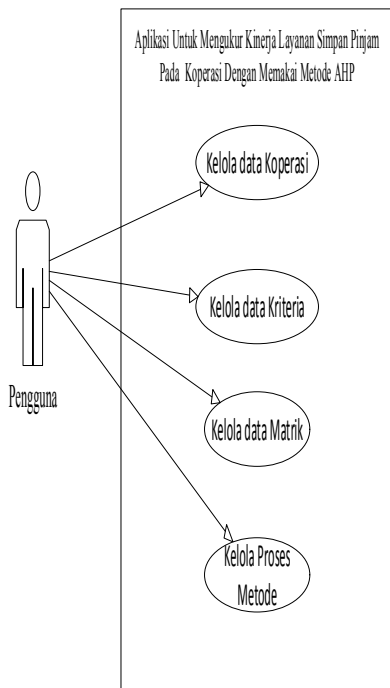 Aplikasi Untuk Mengukur Kinerja Layanan Simpan Pinjam
Pada Koperasi Dengan Memakai Metode AHP
Kelola data Koperasi
Kelola data Kriteria
Pengguna
Kelola data Matrik
Kelola Proses
Metode